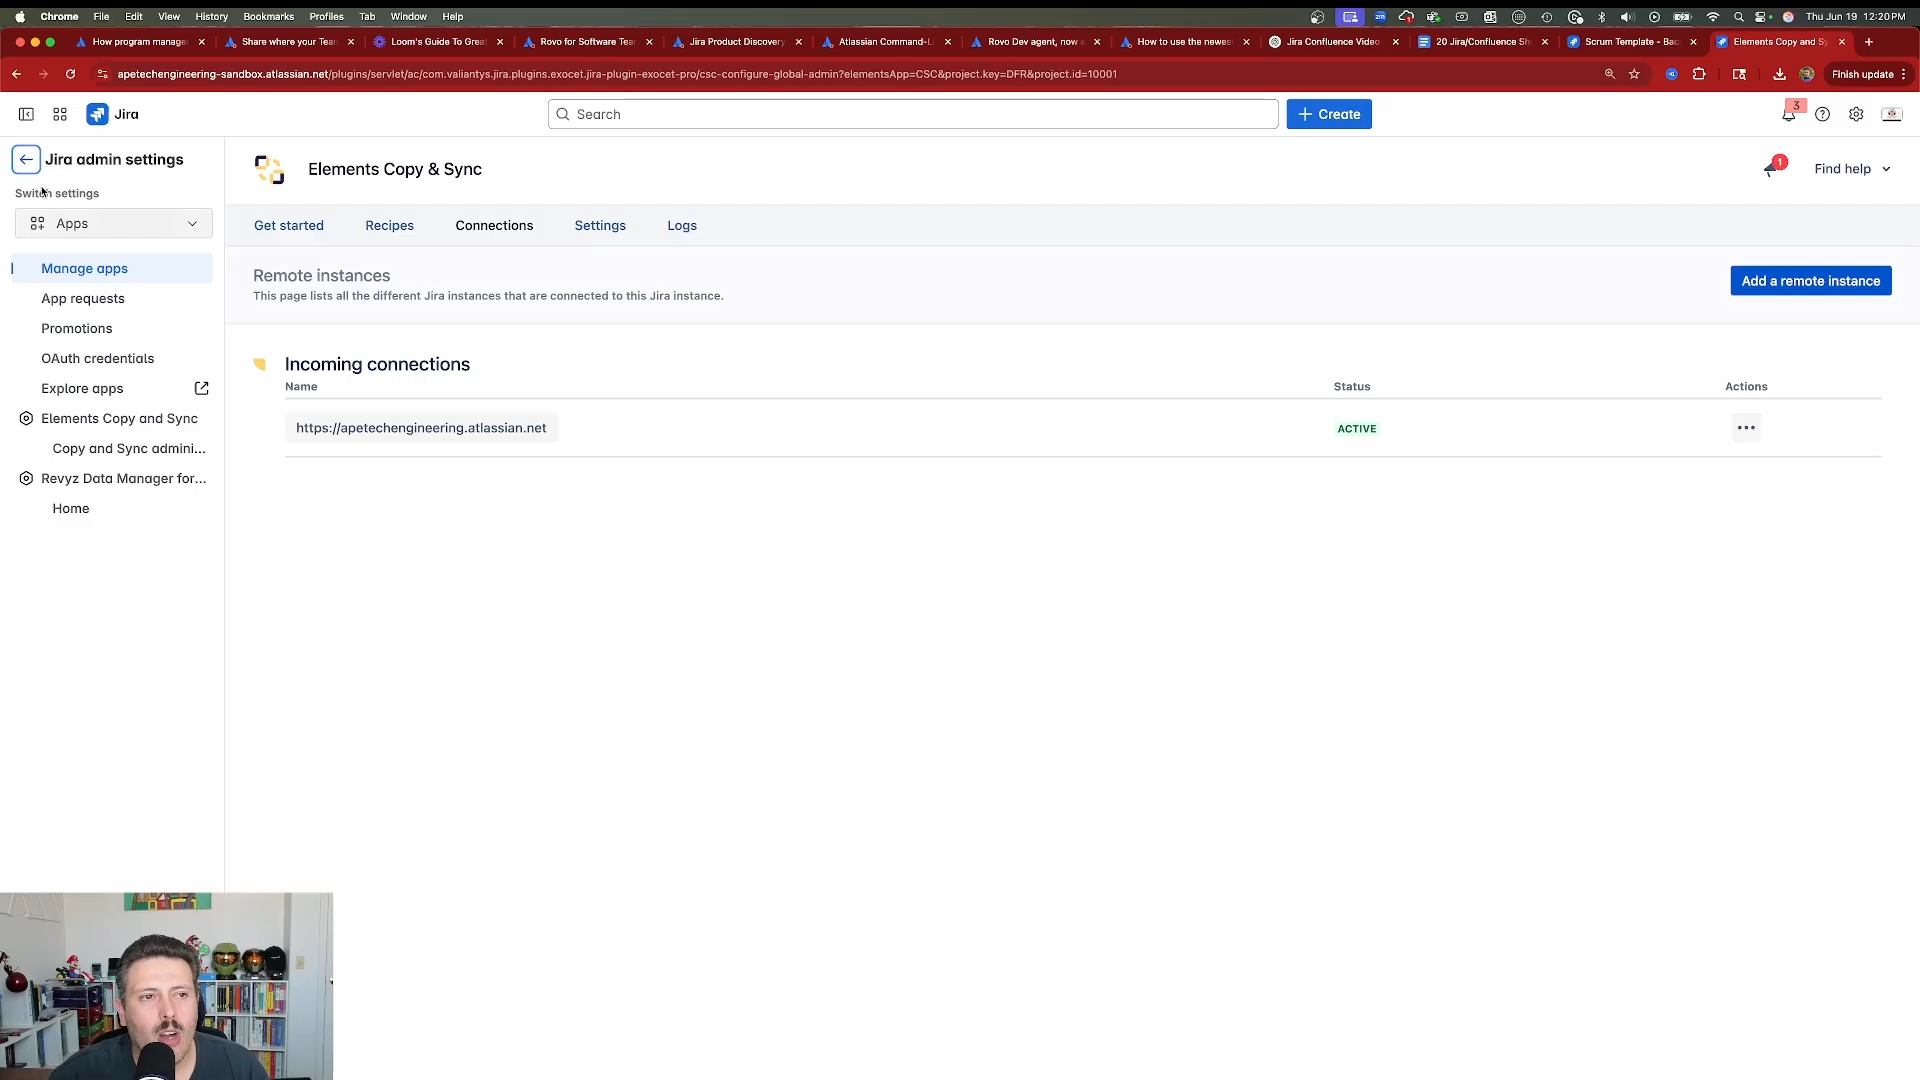 Chrome File Edit View History Bookmarks Profiles Tab Window Help Thu Jun 19 12:20 PM
How program manage Share where your Tean Loom's Guide To Grea Rovo for Software Tea Jira Product Discovery Atlassian Command-L Rovo Dev agent, now Jira Confluence Video 20 Jira/Confluence Sh Scrum Template - Bac Elements Copy and Sy
How to use the newes
apetechengineering-sandbox.atlassian.net/plugins/servlet/ac/com.valiantys.jira.plugins.exocet.jira-plugin-exocet-pro/csc-configure-global-admin?elementsApp=CSC&project.key=DFR&project.id=10001
Finish update
Jira
Search
Create
3
Jira admin settings
Switch settings
Apps
Manage apps
App requests
Promotions
OAuth credentials
Explore apps
Elements Copy and Sync
Copy and Sync admini...
Revyz Data Manager for...
Home
Elements Copy & Sync
1
Find help
Get started Recipes Connections Settings Logs
Remote instances
This page lists all the different Jira instances that are connected to this Jira instance.
Add a remote instance
Incoming connections
Name Status Actions
https://apetechengineering.atlassian.net ACTIVE